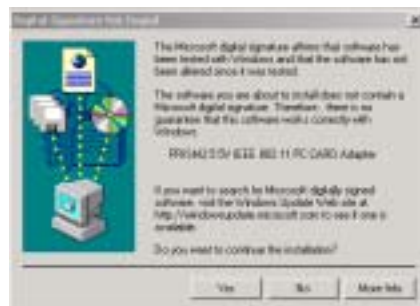 Digital Signature Not Found
The Microsoft digital signature affirms that software has
been tested with Windows and that the software has not
been altered since it was tested.
The software you are about to install does not contain a
Microsoft digital signature. Therefore, there is no
guarantee that this software works correctly with
Windows.
IEEE 802.11 PC CARD Adapter
If you want to search for Microsoft digitally signed
software, visit the Windows Update Web site at
http://windowsupdate.microsoft.com to see if one is
available.
Do you want to continue the installation?
Yes
No
More Info